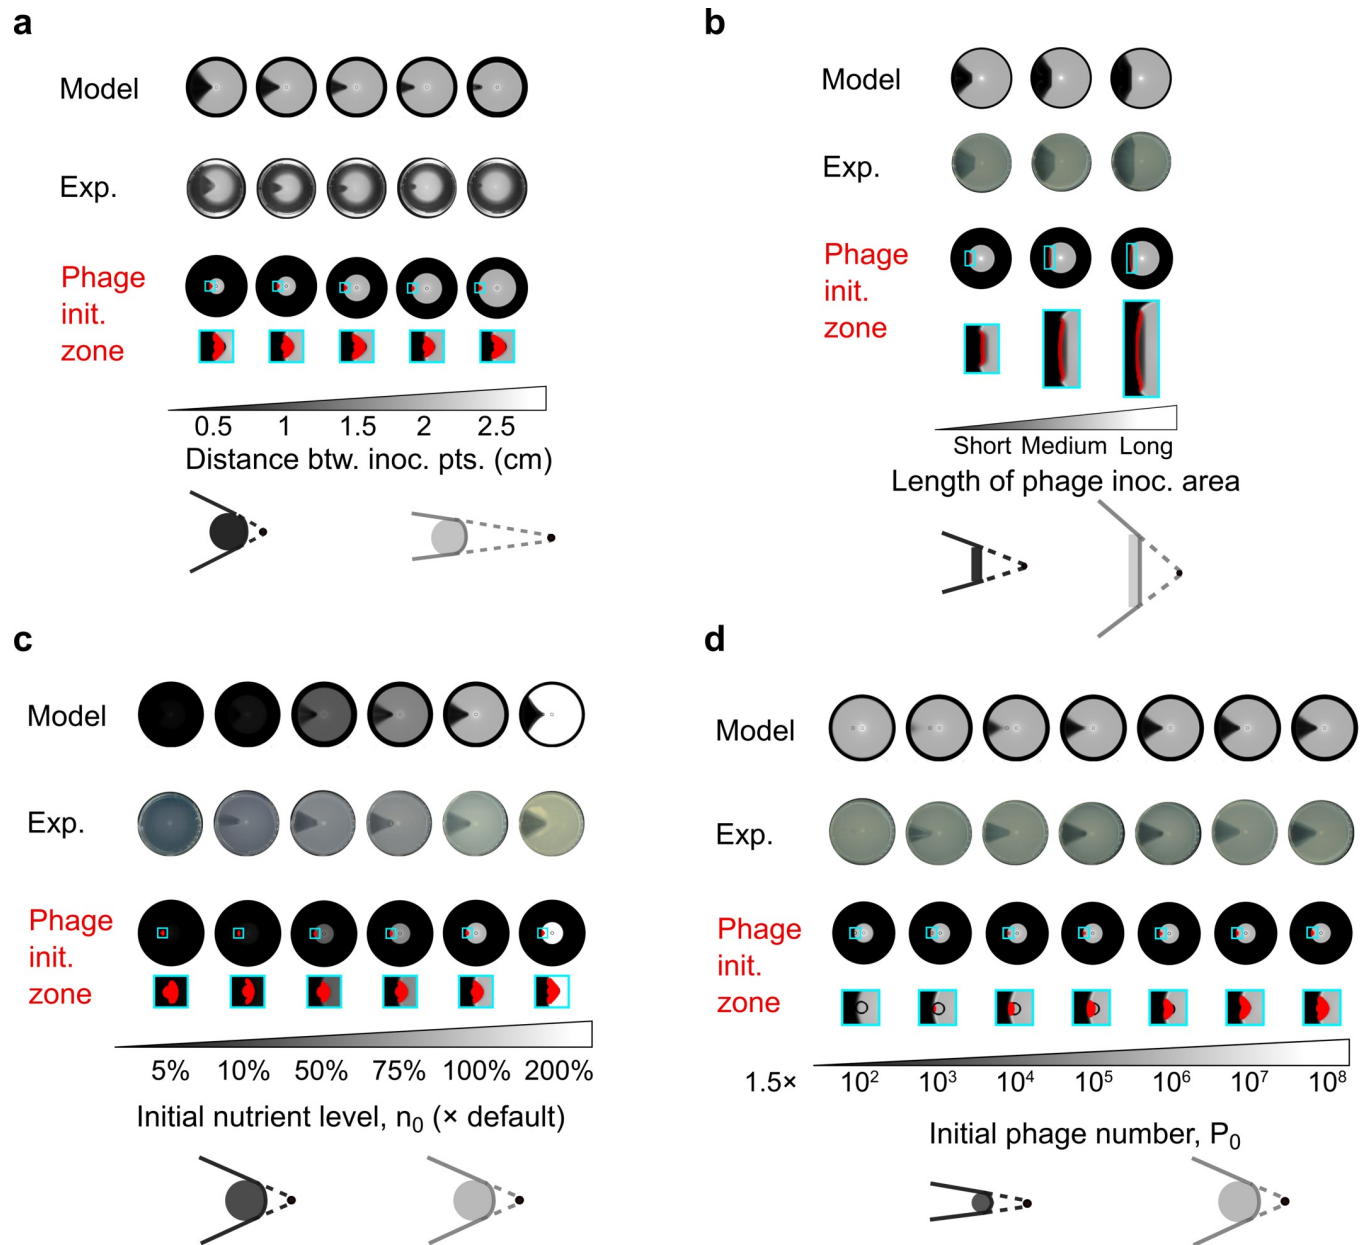 a
Model
Exp.
Phage
init.
zone
0.5 1 1.5 2 2.5
Distance btw. inoc. pts. (cm)
b
Model
Exp.
Phage
init.
zone
Short Medium Long
Length of phage inoc. area
c
Model
Exp.
Phage
init.
zone
5% 10% 50% 75% 100% 200%
Initial nutrient level, n₀ (× default)
d
Model
Exp.
Phage
init.
zone
1.5× 10² 10³ 10⁴ 10⁵ 10⁶ 10⁷ 10⁸
Initial phage number, P₀